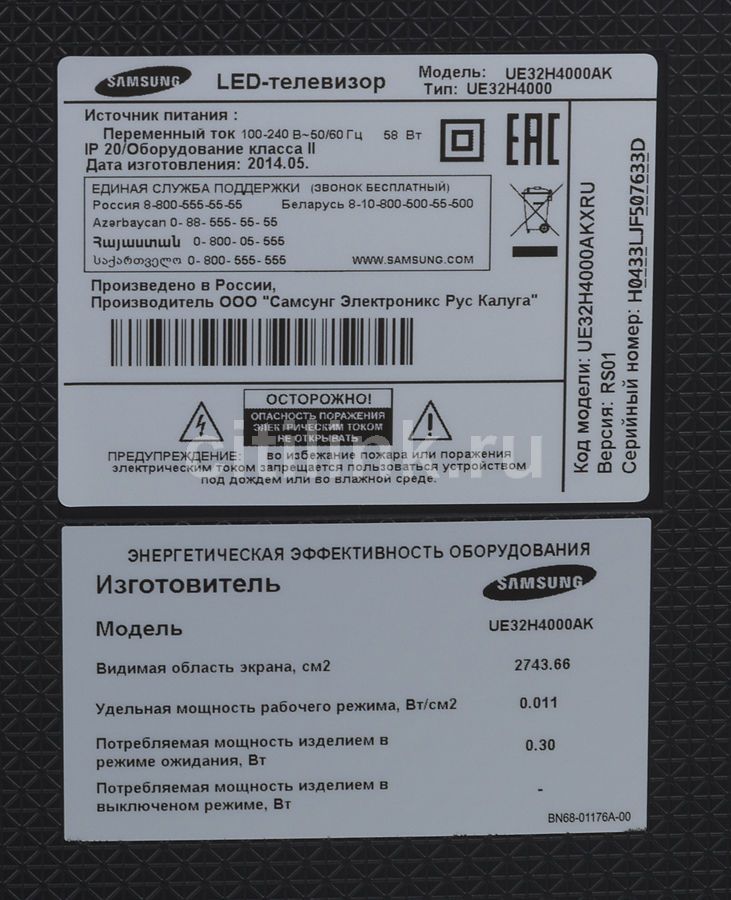 SAMSUNG LED-телевизор Модель: UE32H4000AK
Тип: UE32H4000
Источник питания :
Переменный ток 100-240 В~50/60 Гц 58 Вт
IP 20/Оборудование класса II
Дата изготовления: 2014.05.
EAC
ЕДИНАЯ СЛУЖБА ПОДДЕРЖКИ (ЗВОНОК БЕСПЛАТНЫЙ)
Россия 8-800-555-55-55 Беларусь 8-10-800-500-55-500
Azərbaycan 0- 88- 555- 55- 55
Հայաստան 0- 800- 05- 555
საქართველო 0- 800- 555- 555 WWW.SAMSUNG.COM
Произведено в России,
Производитель ООО "Самсунг Электроникс Рус Калуга"
ОСТОРОЖНО!
ОПАСНОСТЬ ПОРАЖЕНИЯ
ЭЛЕКТРИЧЕСКИМ ТОКОМ
НЕ ОТКРЫВАТЬ
ПРЕДУПРЕЖДЕНИЕ: во избежание пожара или поражения
электрическим током запрещается пользоваться устройством
под дождем или во влажной среде.
Код модели: UE32H4000AKXRU
Версия: RS01
Серийный номер: H0433LJF507633D
citilink.ru
ЭНЕРГЕТИЧЕСКАЯ ЭФФЕКТИВНОСТЬ ОБОРУДОВАНИЯ
Изготовитель SAMSUNG
Модель UE32H4000AK
Видимая область экрана, см2 2743.66
Удельная мощность рабочего режима, Вт/см2 0.011
Потребляемая мощность изделием в
режиме ожидания, Вт 0.30
Потребляемая мощность изделием в
выключеном режиме, Вт -
BN68-01176A-00